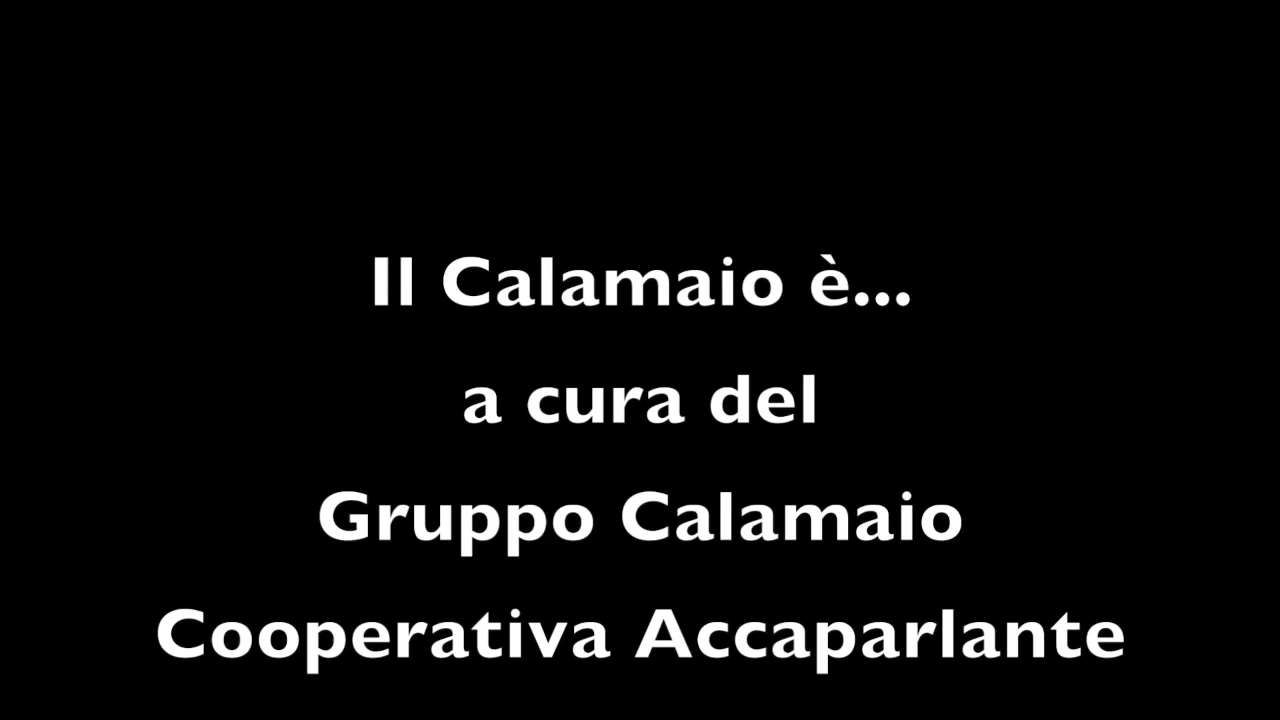 Il Calamaio è...
a cura del
Gruppo Calamaio
Cooperativa Accaparlante